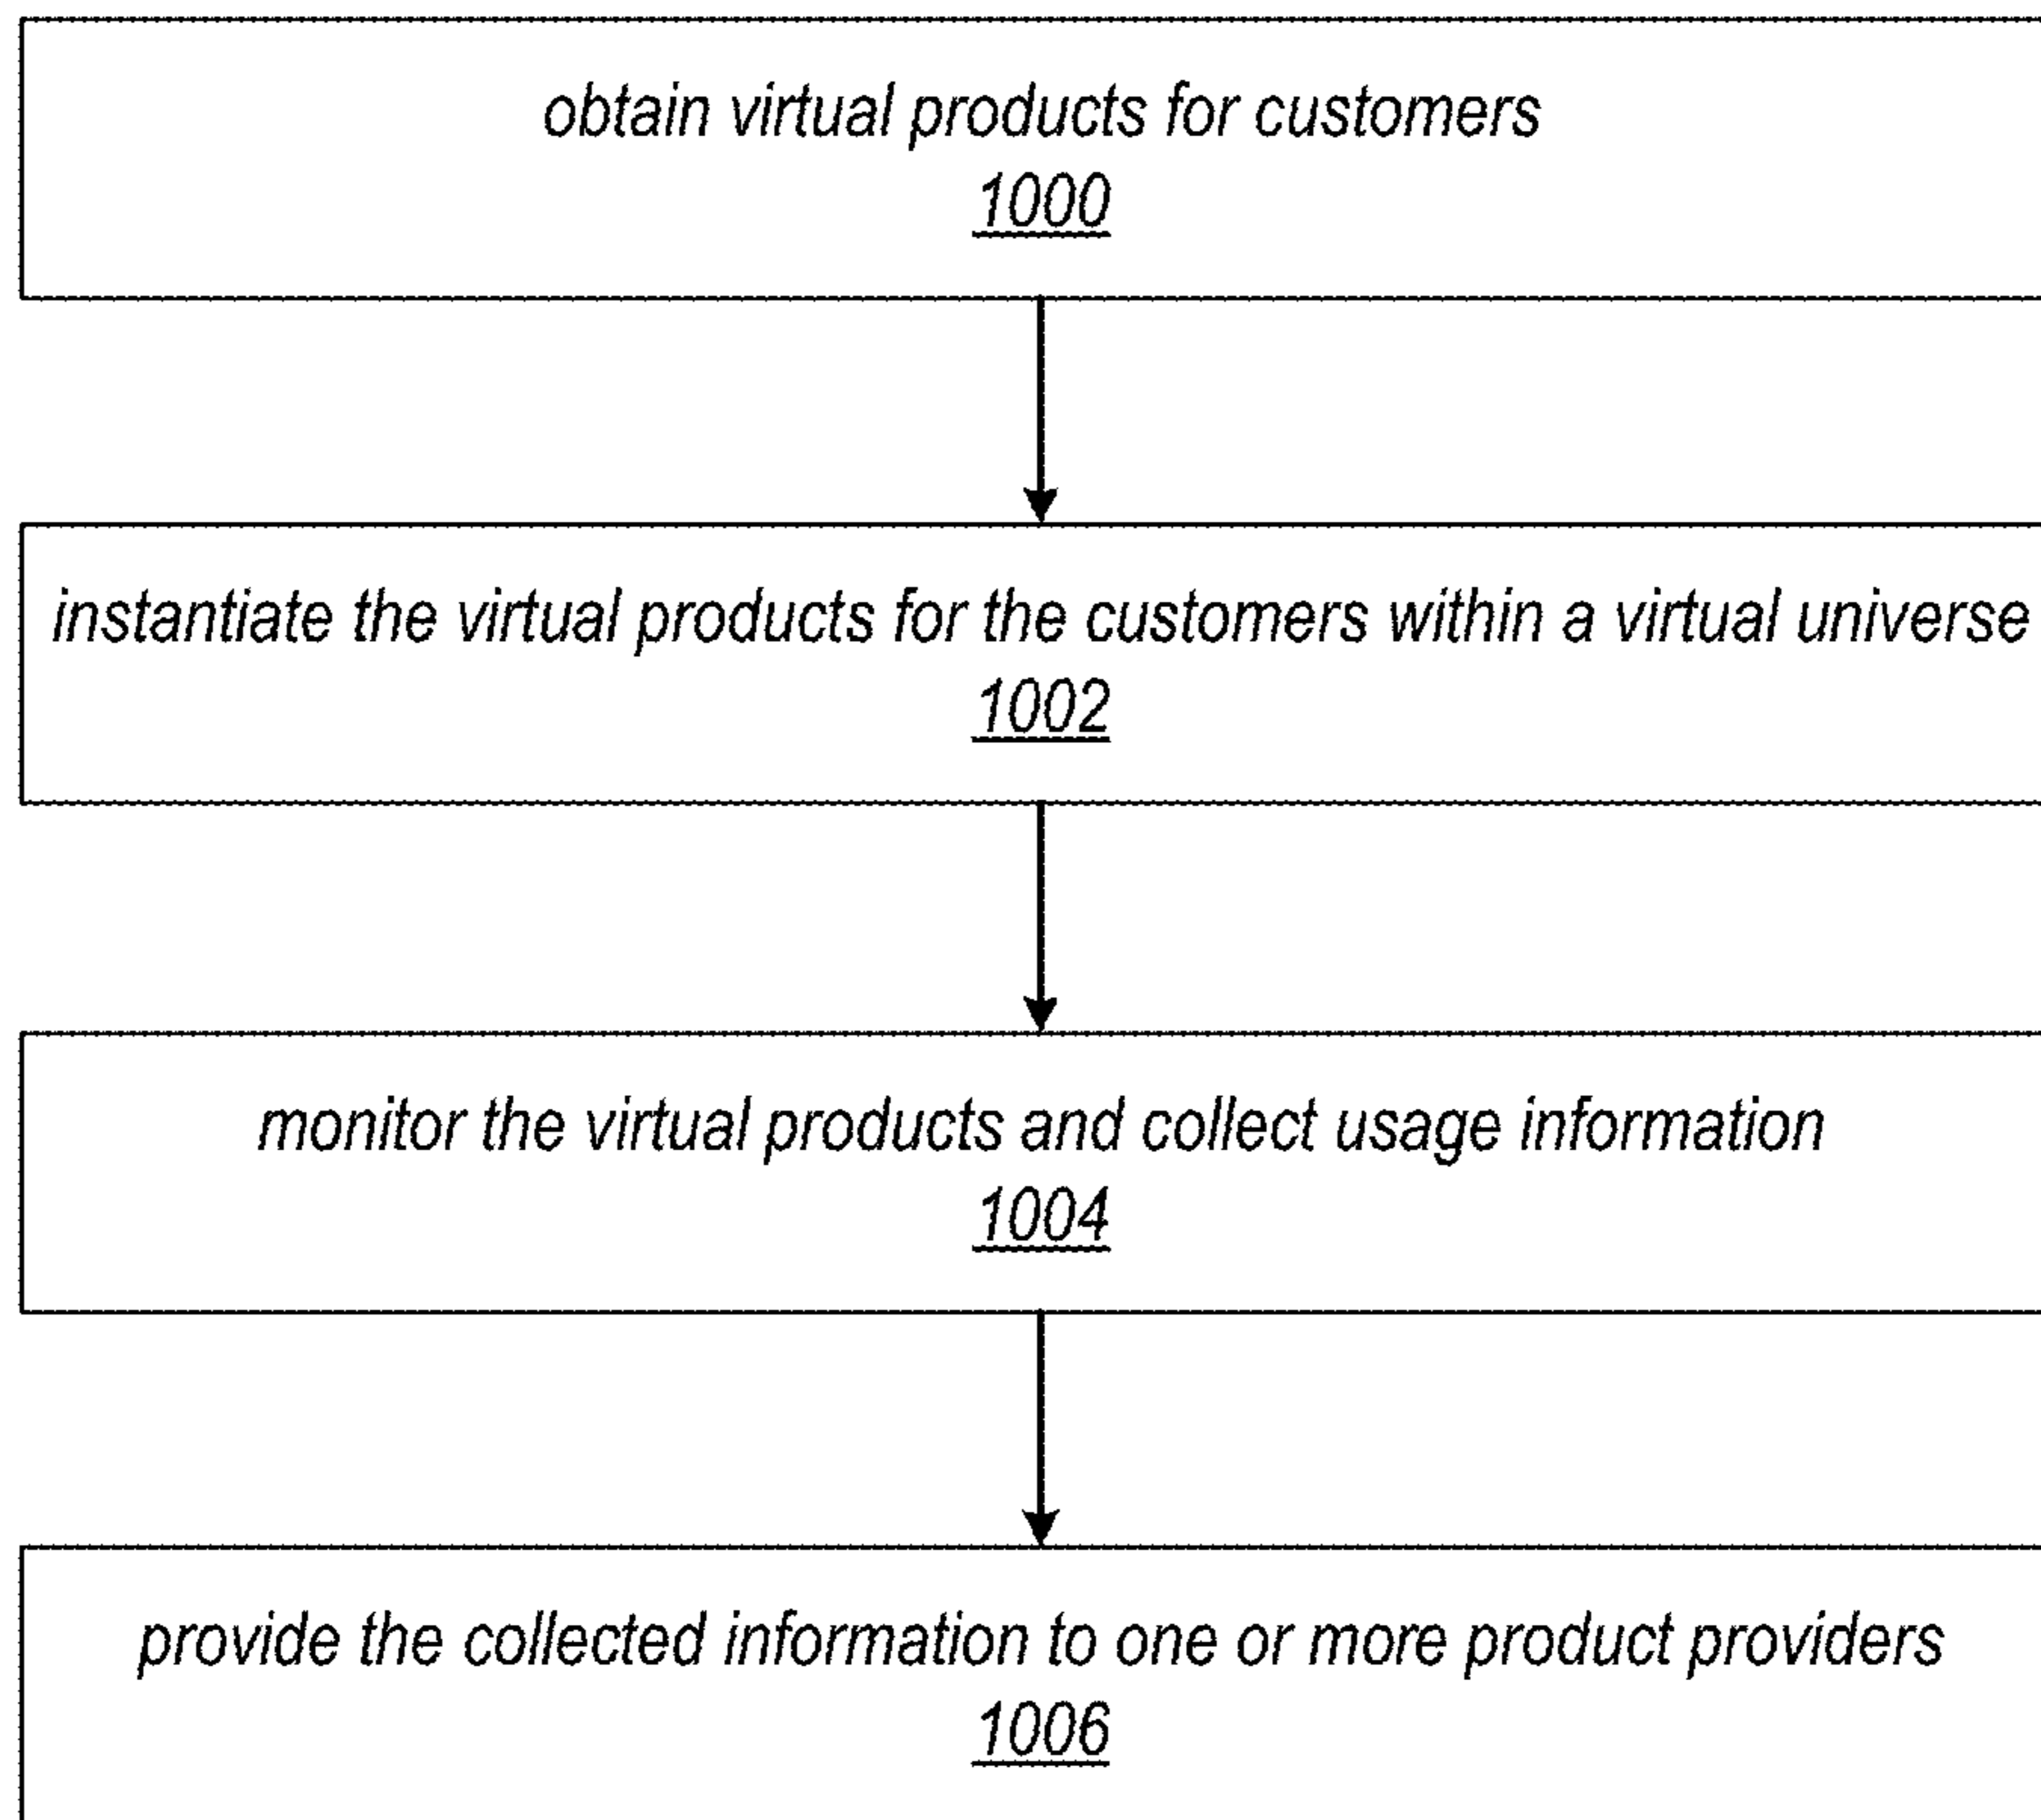 obtain virtual products for customers
1000
instantiate the virtual products for the customers within a virtual universe
1002
monitor the virtual products and collect usage information
1004
provide the collected information to one or more product providers
1006